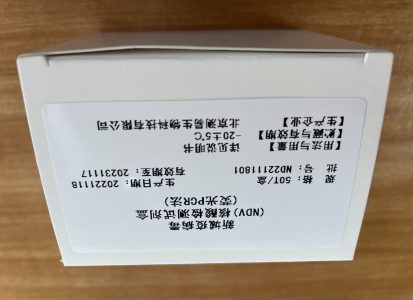 新城疫病毒
(NDV)核酸检测试剂盒
(荧光PCR法)
规 格: 50T/盒 生产日期: 20221118
批 号: ND22111801 有效期至: 20231117
【用法与用量】 详见说明书
【贮藏与有效期】 -20±5℃
【生产企业】 北京测易生物科技有限公司